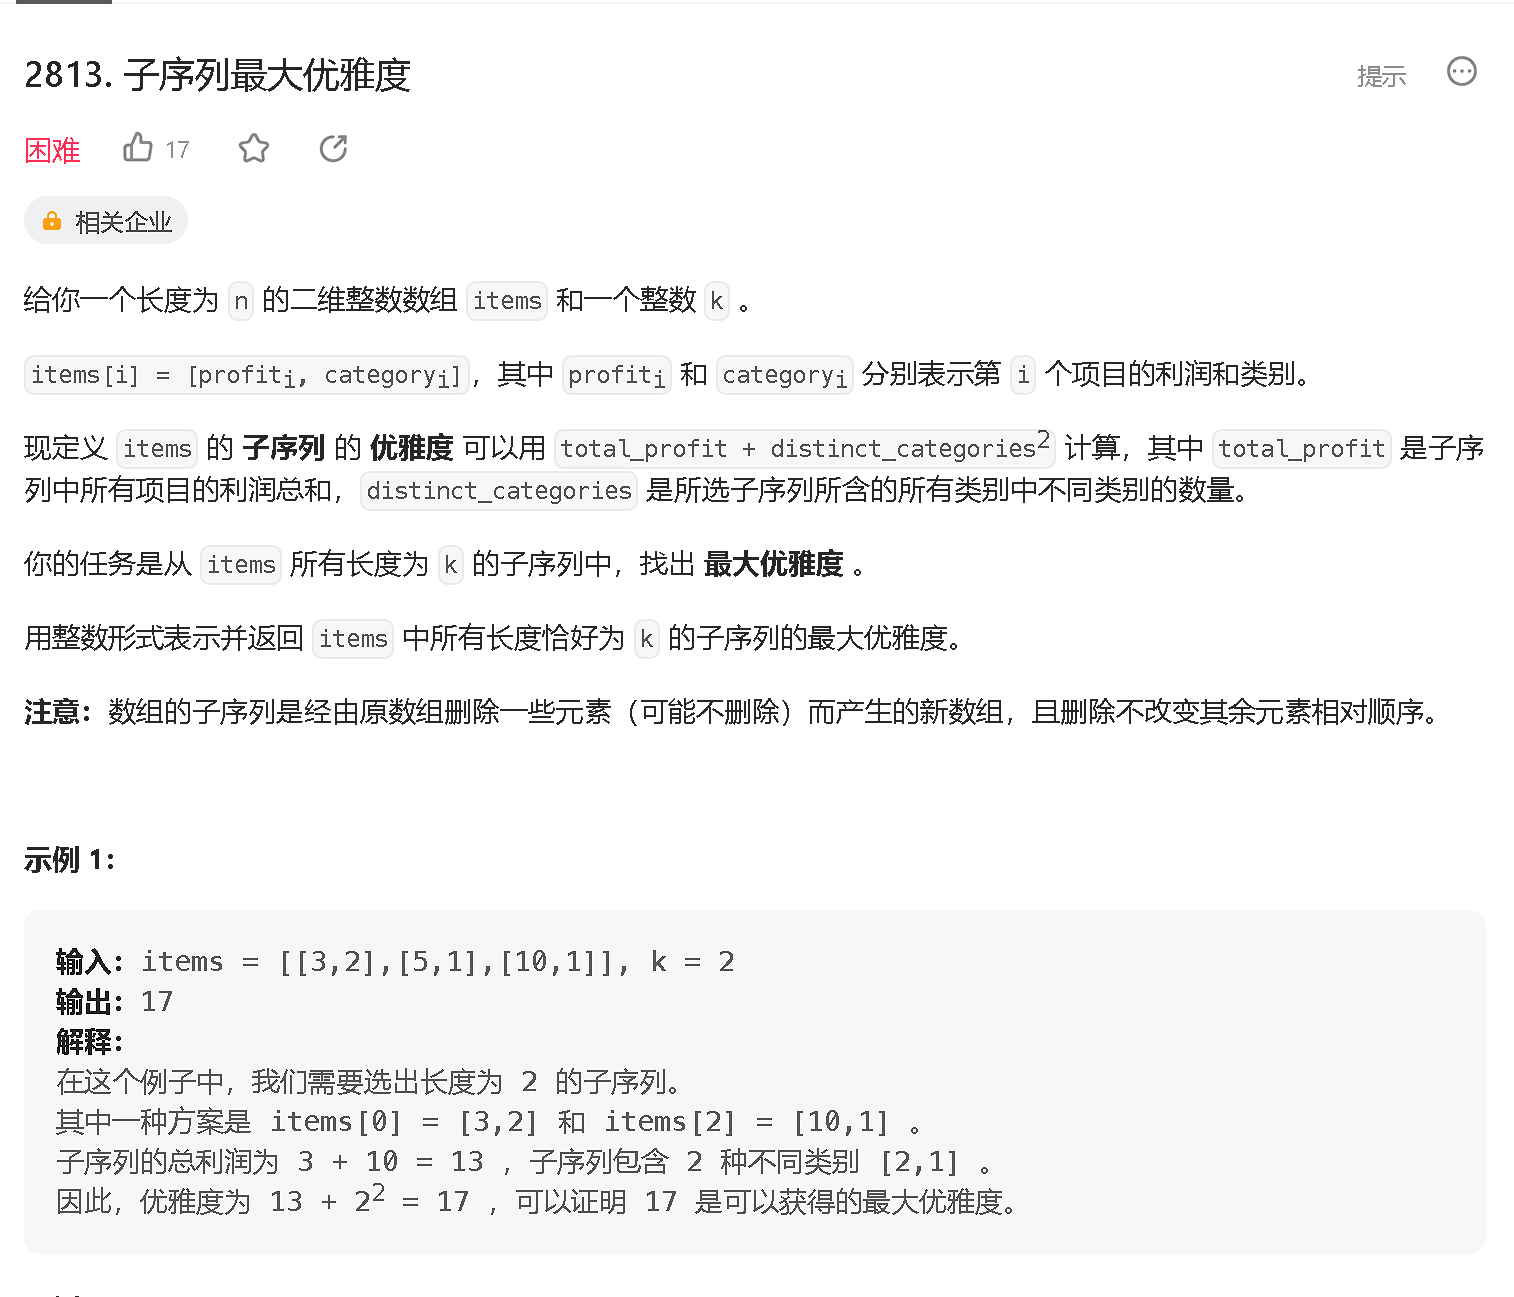 2813. 子序列最大优雅度
提示
困难 17
相关企业
给你一个长度为 n 的二维整数数组 items 和一个整数 k 。
items[i] = [profitᵢ, categoryᵢ]，其中 profitᵢ 和 categoryᵢ 分别表示第 i 个项目的利润和类别。
现定义 items 的 子序列 的 优雅度 可以用 total_profit + distinct_categories² 计算，其中 total_profit 是子序
列中所有项目的利润总和，distinct_categories 是所选子序列所含的所有类别中不同类别的数量。
你的任务是从 items 所有长度为 k 的子序列中，找出 最大优雅度 。
用整数形式表示并返回 items 中所有长度恰好为 k 的子序列的最大优雅度。
注意：数组的子序列是经由原数组删除一些元素（可能不删除）而产生的新数组，且删除不改变其余元素相对顺序。
示例 1：
输入：items = [[3,2],[5,1],[10,1]], k = 2
输出：17
解释：
在这个例子中，我们需要选出长度为 2 的子序列。
其中一种方案是 items[0] = [3,2] 和 items[2] = [10,1] 。
子序列的总利润为 3 + 10 = 13 ，子序列包含 2 种不同类别 [2,1] 。
因此，优雅度为 13 + 2² = 17 ，可以证明 17 是可以获得的最大优雅度。